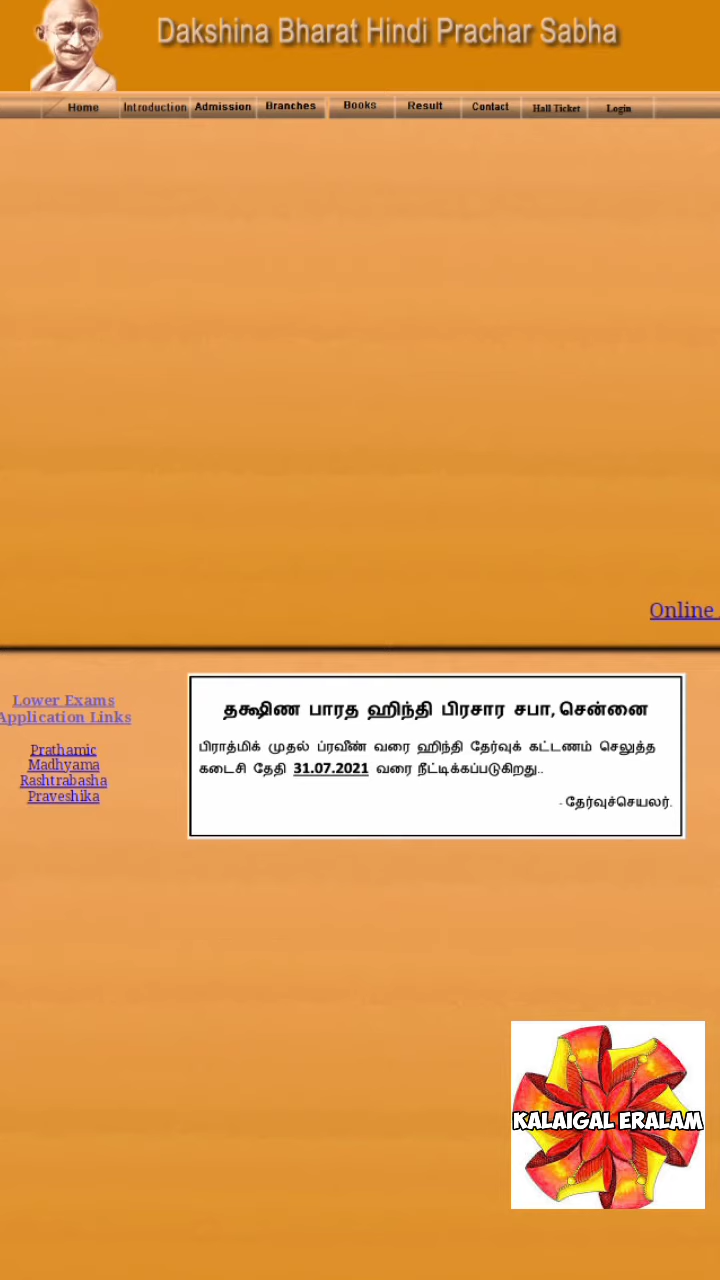 Dakshina Bharat Hindi Prachar Sabha
Home Introduction Admission Branches Books Result Contact Hall Ticket Login
Online
Lower Exams
Application Links
Prathamic
Madhyama
Rashtrabasha
Praveshika
தக்ஷிண பாரத ஹிந்தி பிரசார சபா, சென்னை
பிராத்மிக் முதல் ப்ரவீண் வரை ஹிந்தி தேர்வுக் கட்டணம் செலுத்த
கடைசி தேதி 31.07.2021 வரை நீட்டிக்கப்படுகிறது..
- தேர்வுச்செயலர்.
KALAIGAL ERALAM